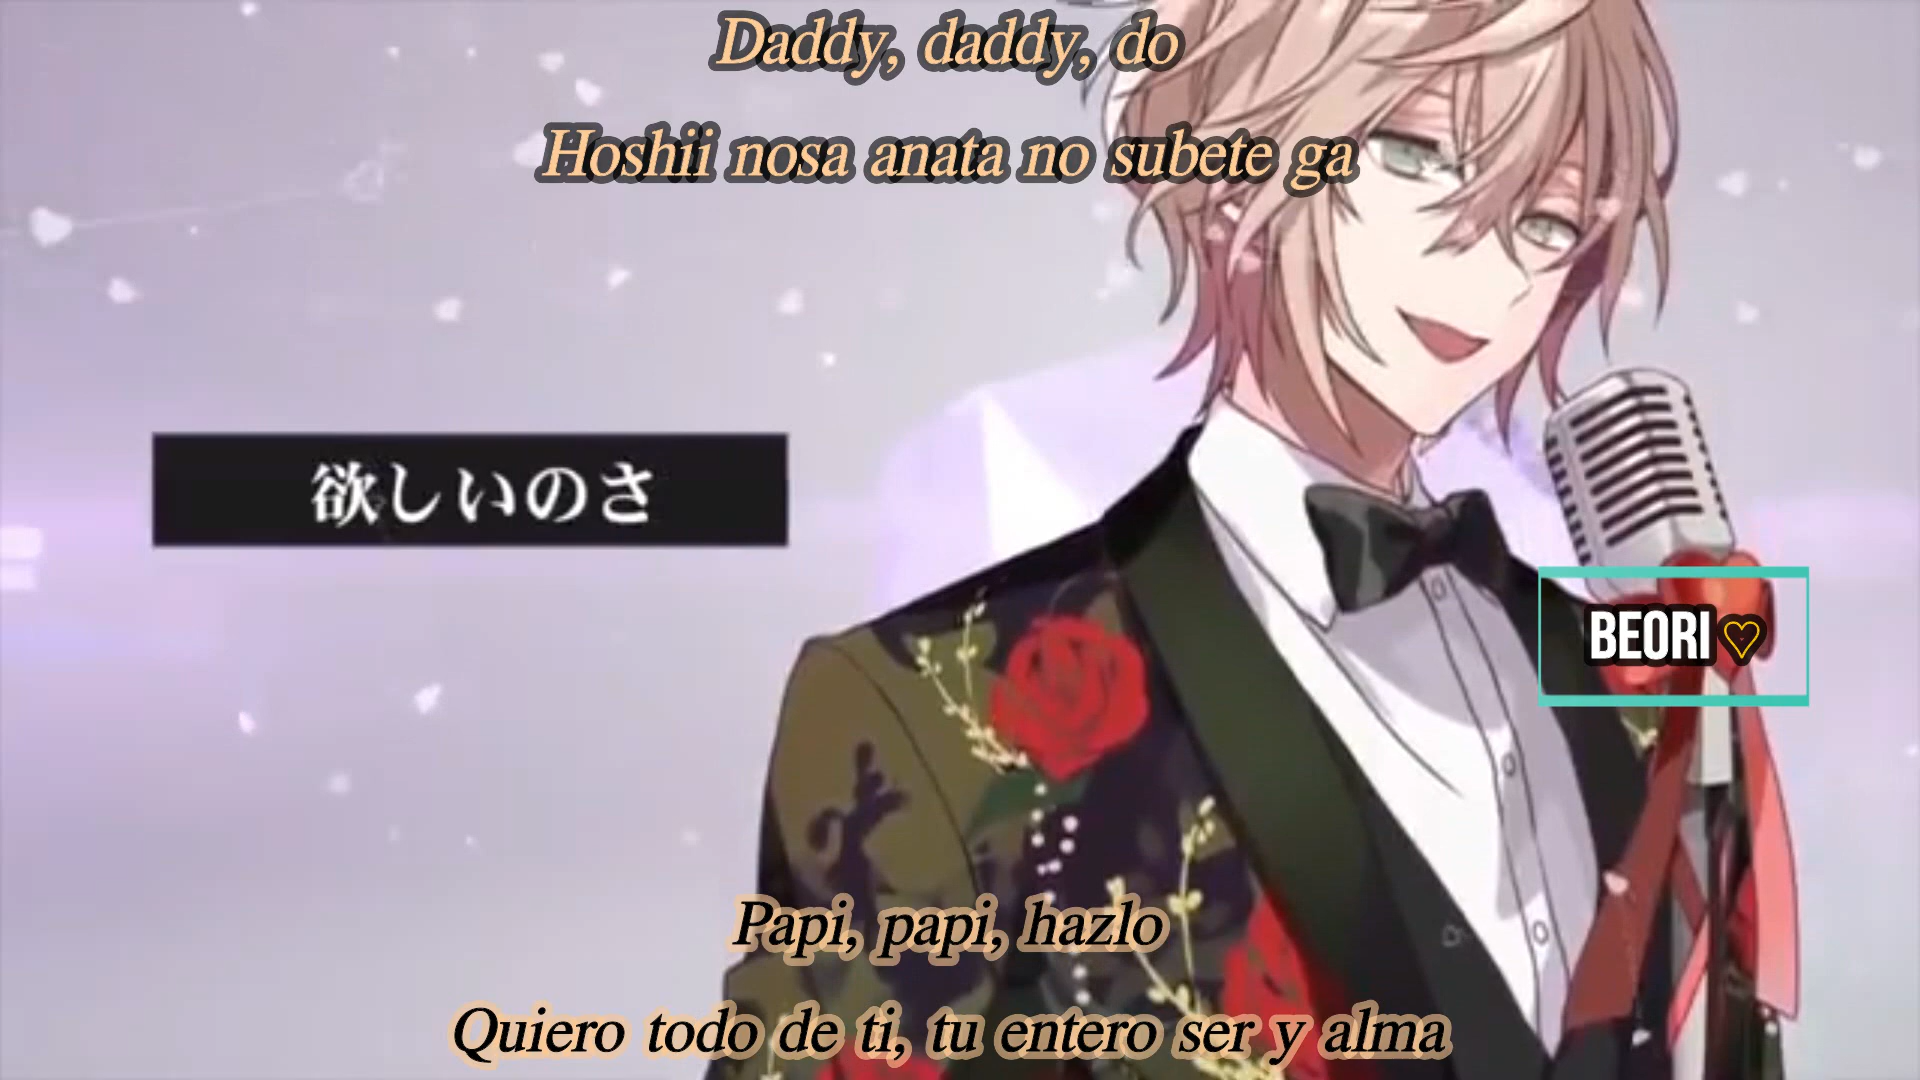 Daddy, daddy, do
Hoshii nosa anata no subete ga
欲しいのさ
BEORI♡
Papi, papi, hazlo
Quiero todo de ti, tu entero ser y alma